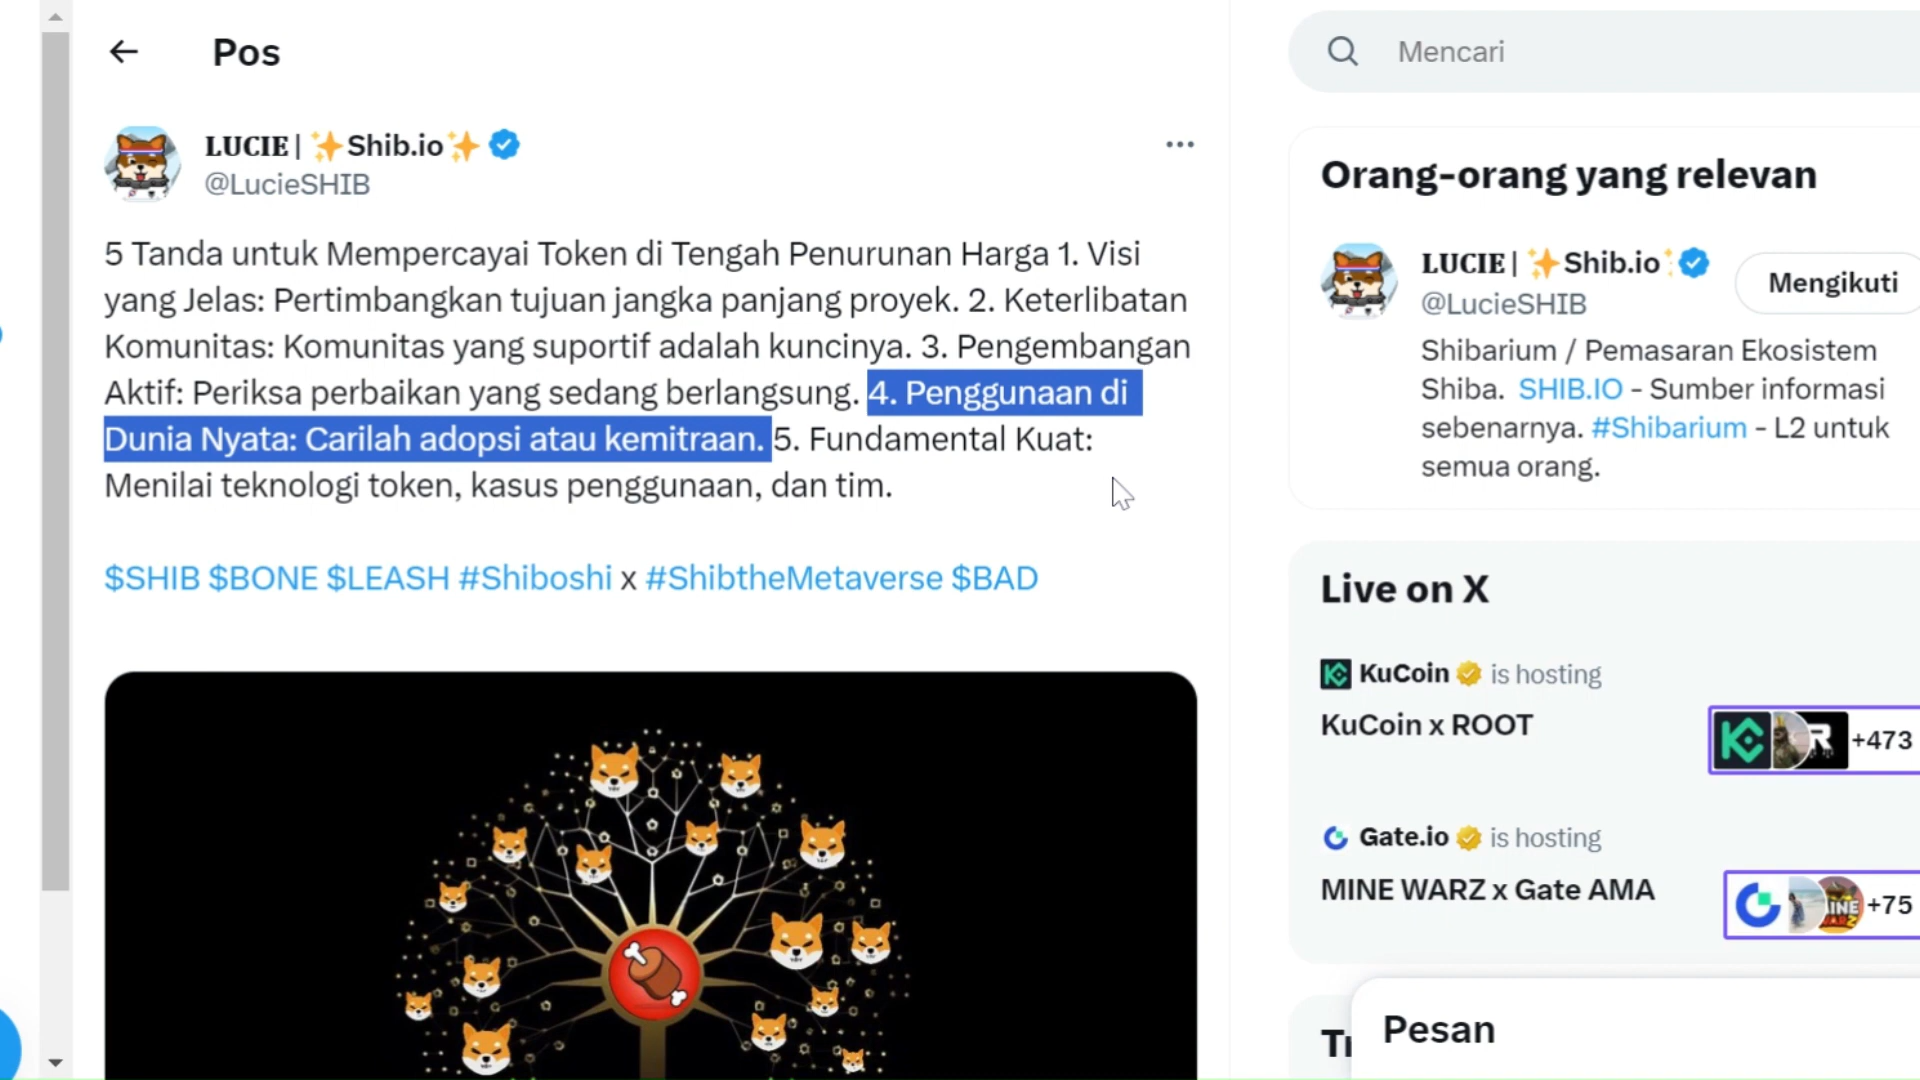 Pos
Mencari
LUCIE | ✨Shib.io✨
@LucieSHIB
5 Tanda untuk Mempercayai Token di Tengah Penurunan Harga 1. Visi
yang Jelas: Pertimbangkan tujuan jangka panjang proyek. 2. Keterlibatan
Komunitas: Komunitas yang suportif adalah kuncinya. 3. Pengembangan
Aktif: Periksa perbaikan yang sedang berlangsung. 4. Penggunaan di
Dunia Nyata: Carilah adopsi atau kemitraan. 5. Fundamental Kuat:
Menilai teknologi token, kasus penggunaan, dan tim.
$SHIB $BONE $LEASH #Shiboshi x #ShibtheMetaverse $BAD
Orang-orang yang relevan
LUCIE | ✨Shib.io
@LucieSHIB
Mengikuti
Shibarium / Pemasaran Ekosistem
Shiba. SHIB.IO - Sumber informasi
sebenarnya. #Shibarium - L2 untuk
semua orang.
Live on X
KuCoin is hosting
KuCoin x ROOT
+473
Gate.io is hosting
MINE WARZ x Gate AMA
+75
Pesan